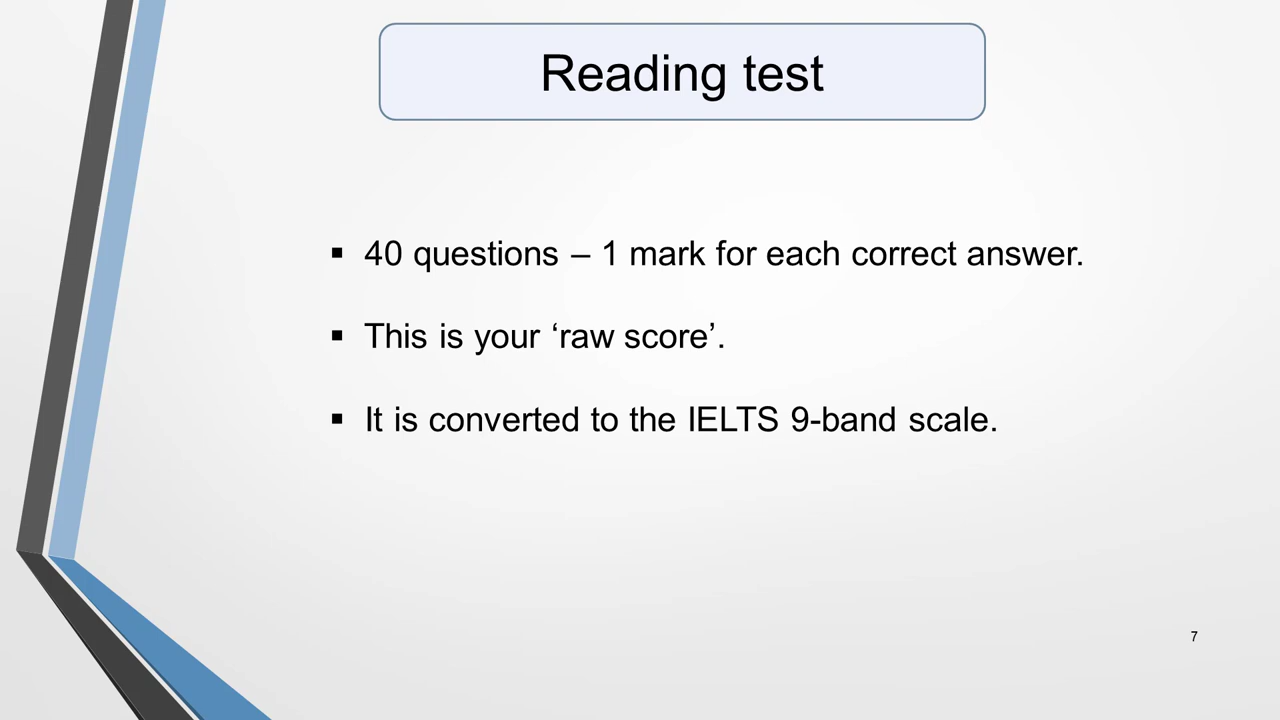 Reading test
▪ 40 questions – 1 mark for each correct answer.
▪ This is your ‘raw score’.
▪ It is converted to the IELTS 9-band scale.
7